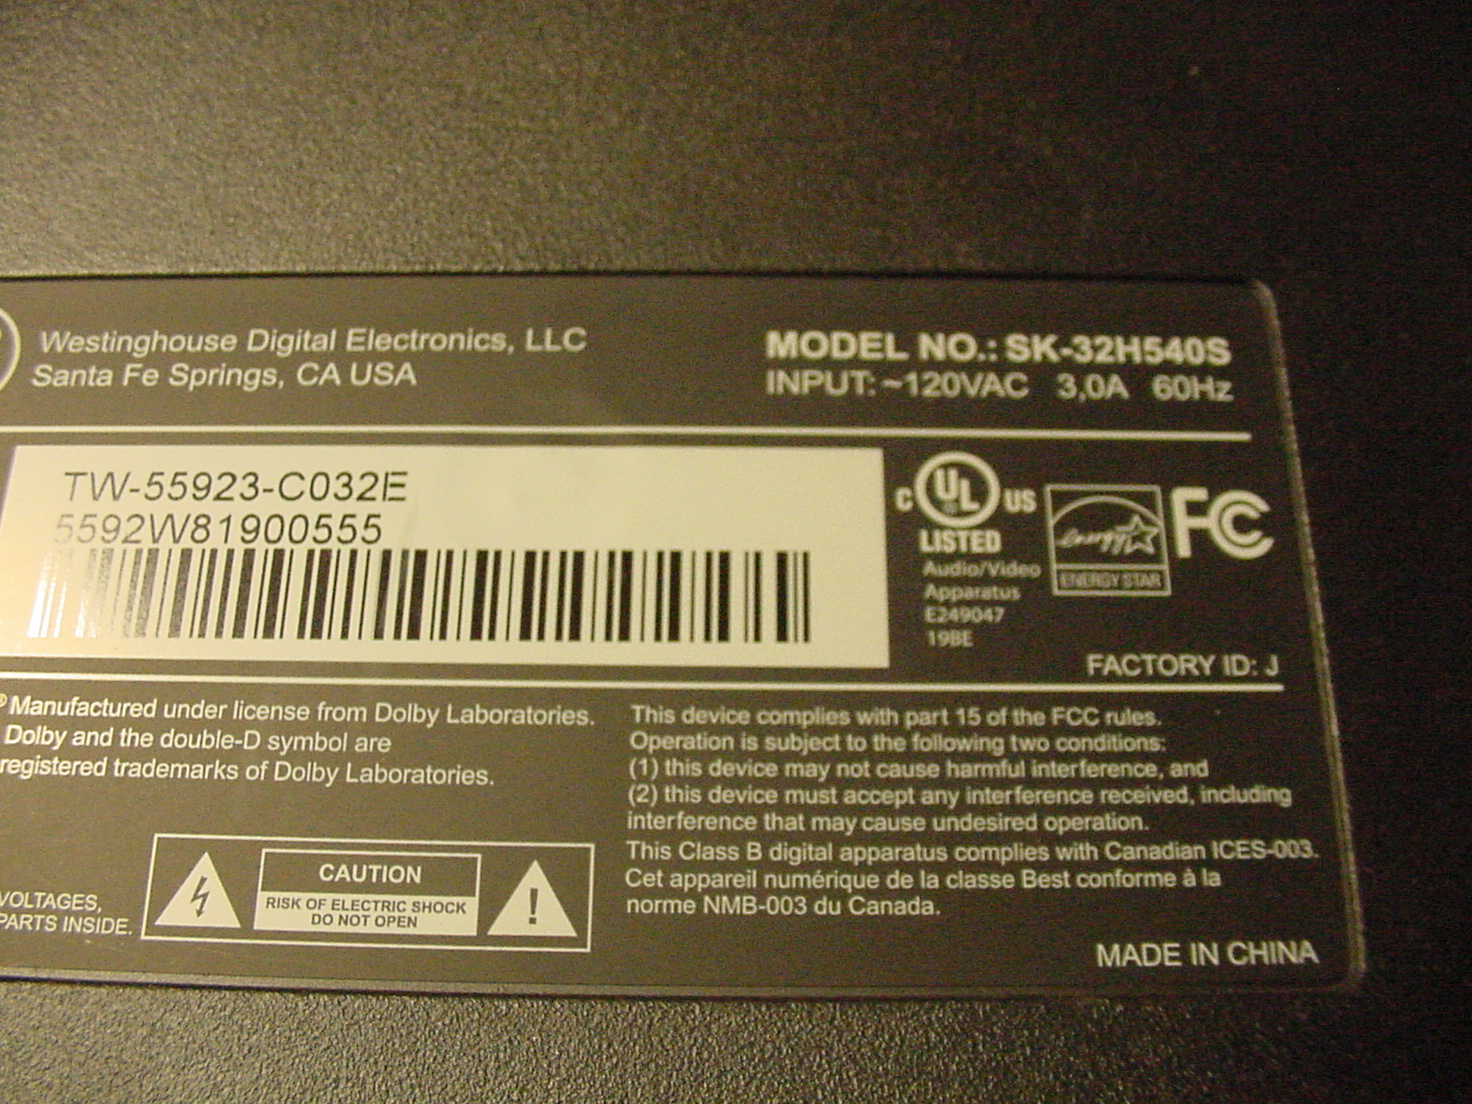 Westinghouse Digital Electronics, LLC
Santa Fe Springs, CA USA
MODEL NO.: SK-32H540S
INPUT: ~120VAC 3,0A 60Hz
TW-55923-C032E
5592W81900555
C UL US
LISTED
Audio/Video
Apparatus
E249047
19BE
energy
ENERGY STAR
FC
FACTORY ID: J
® Manufactured under license from Dolby Laboratories.
Dolby and the double-D symbol are
registered trademarks of Dolby Laboratories.
This device complies with part 15 of the FCC rules.
Operation is subject to the following two conditions:
(1) this device may not cause harmful interference, and
(2) this device must accept any interference received, including
interference that may cause undesired operation.
This Class B digital apparatus complies with Canadian ICES-003.
Cet appareil numérique de la classe Best conforme à la
norme NMB-003 du Canada.
VOLTAGES,
PARTS INSIDE.
CAUTION
RISK OF ELECTRIC SHOCK
DO NOT OPEN
MADE IN CHINA